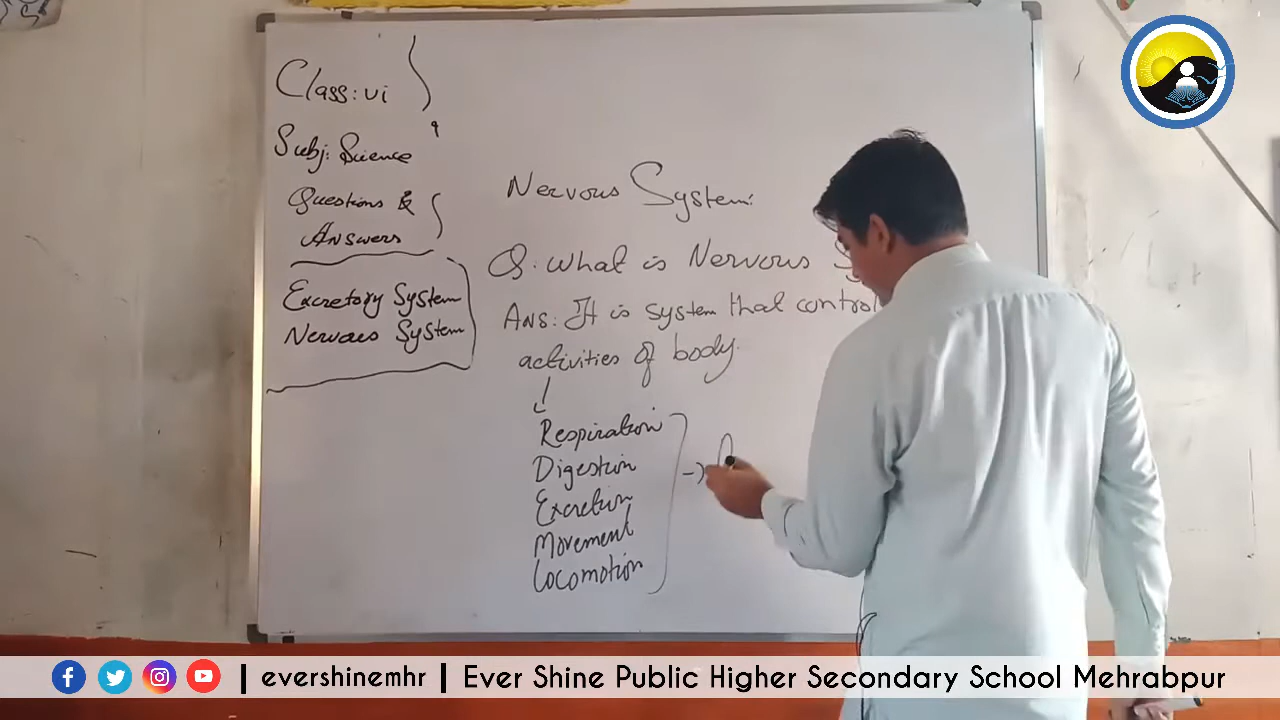 Class: vi
Subj: Science
Questions &
Answers
Excretory System
Nervous System
Nervous System:
Q: What is Nervous
Ans: It is system that control
activities of body.
Respiration
Digestion
Excretion
Movement
Locomotion
| evershinemhr | Ever Shine Public Higher Secondary School Mehrabpur